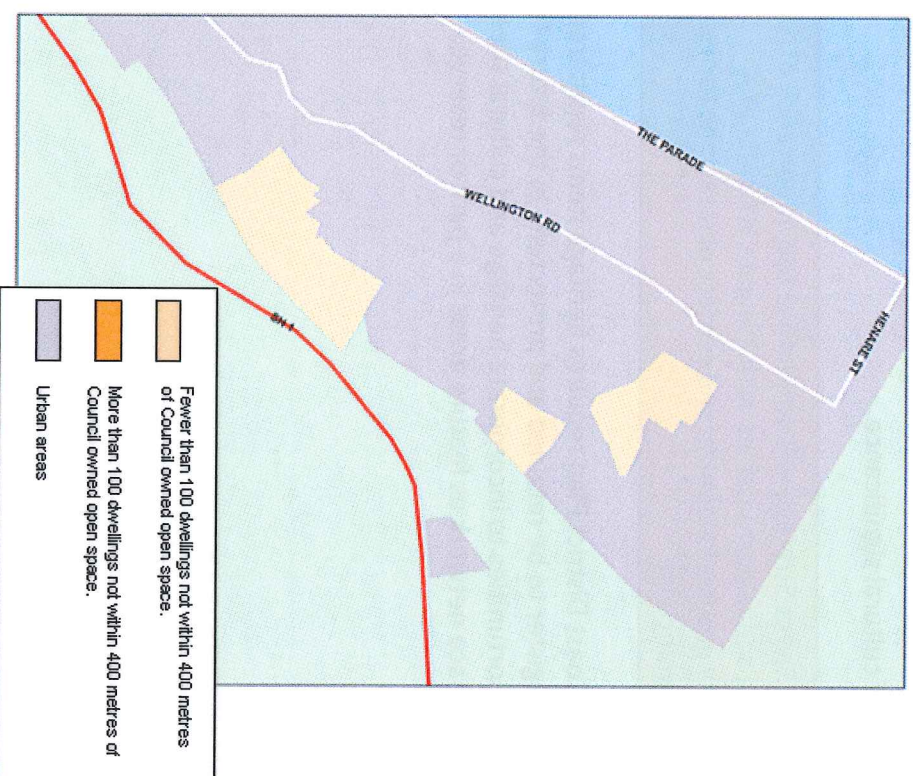 THE PARADE
WELLINGTON RD
HENARE ST
SH 1
Fewer than 100 dwellings not within 400 metres
of Council owned open space.
More than 100 dwellings not within 400 metres of
Council owned open space.
Urban areas